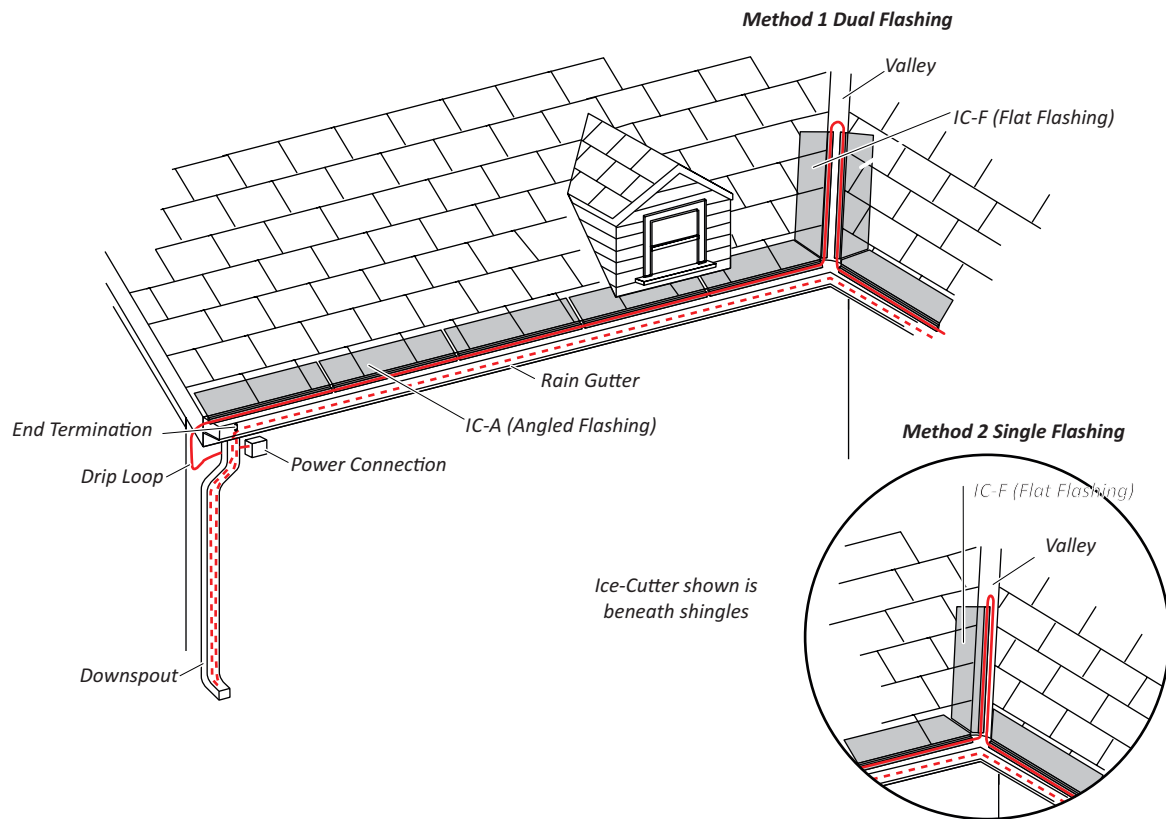 Method 1 Dual Flashing
Valley
IC-F (Flat Flashing)
Rain Gutter
IC-A (Angled Flashing)
End Termination
Power Connection
Drip Loop
Downspout
Method 2 Single Flashing
IC-F (Flat Flashing)
Valley
Ice-Cutter shown is
beneath shingles